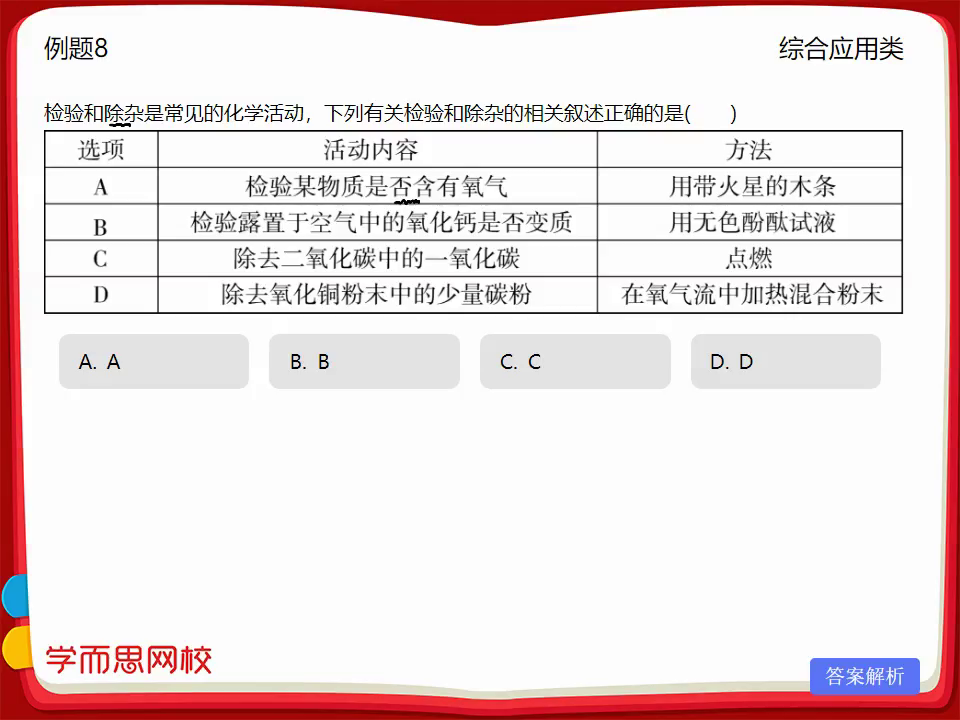 例题8
综合应用类
检验和除杂是常见的化学活动，下列有关检验和除杂的相关叙述正确的是(　　)
选项 活动内容 方法
A 检验某物质是否含有氧气 用带火星的木条
B 检验露置于空气中的氧化钙是否变质 用无色酚酞试液
C 除去二氧化碳中的一氧化碳 点燃
D 除去氧化铜粉末中的少量碳粉 在氧气流中加热混合粉末
A. A
B. B
C. C
D. D
学而思网校
答案解析